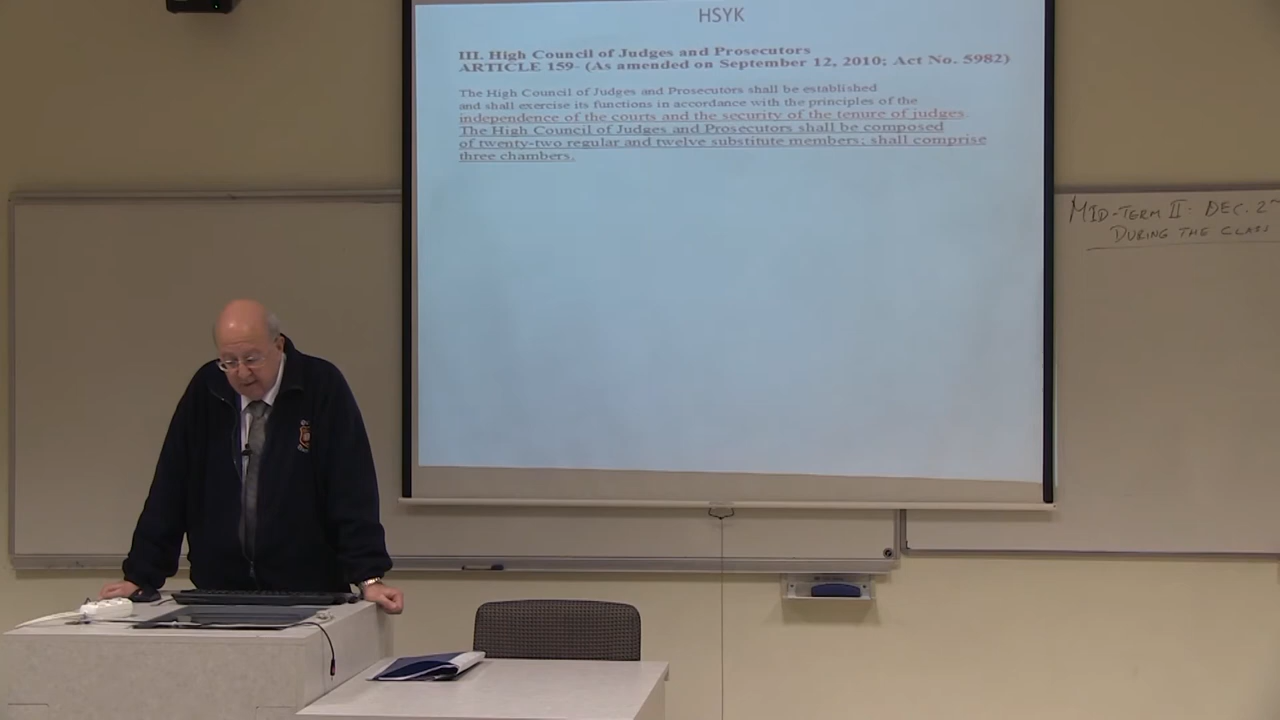 HSYK
III. High Council of Judges and Prosecutors
ARTICLE 159- (As amended on September 12, 2010; Act No. 5982)
The High Council of Judges and Prosecutors shall be established
and shall exercise its functions in accordance with the principles of the
independence of the courts and the security of the tenure of judges.
The High Council of Judges and Prosecutors shall be composed
of twenty-two regular and twelve substitute members; shall comprise
three chambers.
MID-TERM II: DEC. 2
DURING THE CLASS